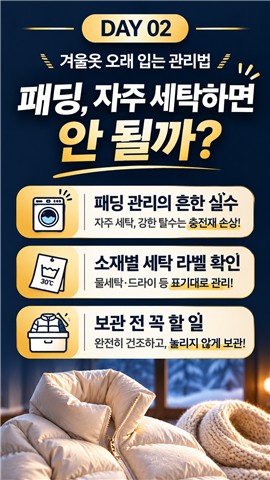 DAY 02
겨울옷 오래 입는 관리법
패딩, 자주 세탁하면
안 될까?
패딩 관리의 흔한 실수
자주 세탁, 강한 탈수는 충전재 손상!
30℃
소재별 세탁 라벨 확인
물세탁·드라이 등 표기대로 관리!
보관 전 꼭 할 일
완전히 건조하고, 눌리지 않게 보관!